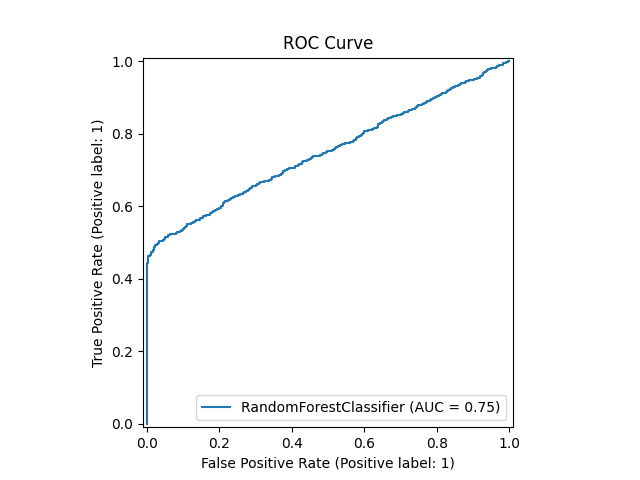 ROC Curve
1.0
0.8
0.6
0.4
0.2
0.0
True Positive Rate (Positive label: 1)
RandomForestClassifier (AUC = 0.75)
0.0 0.2 0.4 0.6 0.8 1.0
False Positive Rate (Positive label: 1)